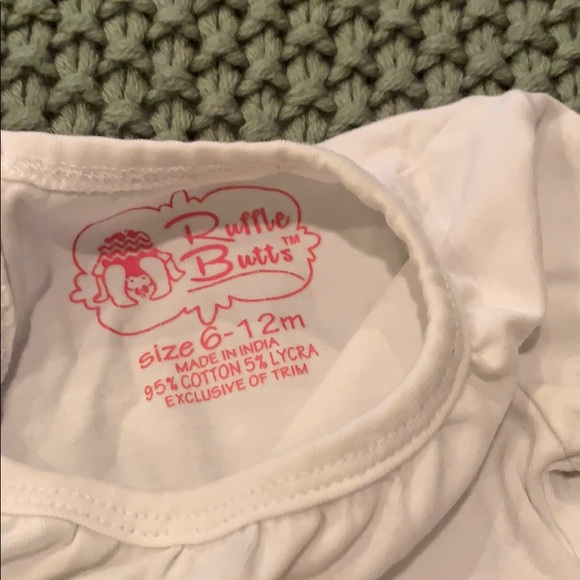 Ruffle
Butts™
size 6-12m
MADE IN INDIA
95% COTTON 5% LYCRA
EXCLUSIVE OF TRIM